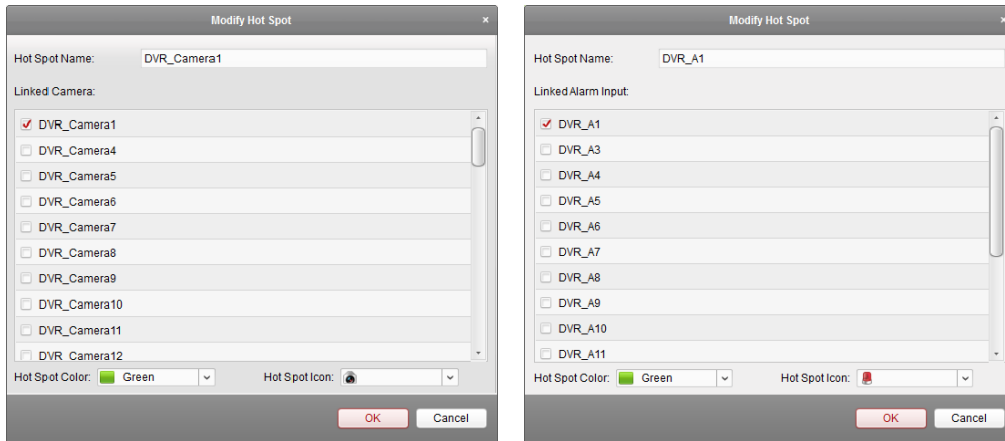 Modify Hot Spot
Hot Spot Name: DVR_Camera1
Linked Camera:
DVR_Camera1
DVR_Camera4
DVR_Camera5
DVR_Camera6
DVR_Camera7
DVR_Camera8
DVR_Camera9
DVR_Camera10
DVR_Camera11
DVR_Camera12
Hot Spot Color: Green Hot Spot Icon:
OK Cancel
Modify Hot Spot
Hot Spot Name: DVR_A1
Linked Alarm Input:
DVR_A1
DVR_A3
DVR_A4
DVR_A5
DVR_A6
DVR_A7
DVR_A8
DVR_A9
DVR_A10
DVR_A11
Hot Spot Color: Green Hot Spot Icon:
OK Cancel